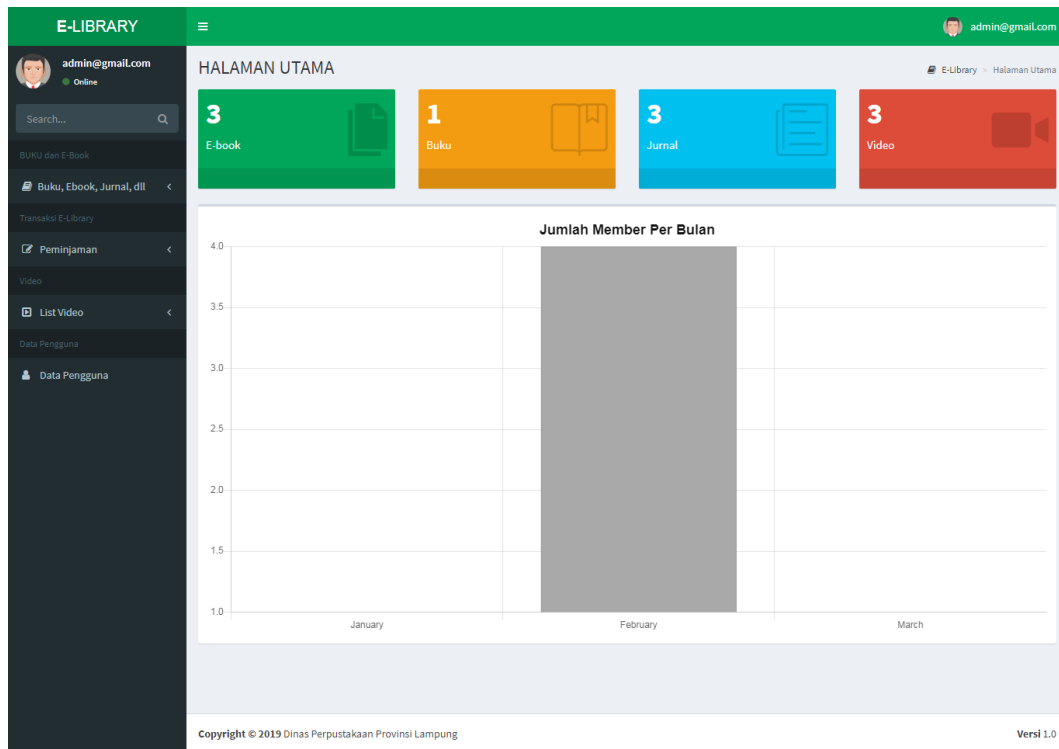 E-LIBRARY
admin@gmail.com
admin@gmail.com
Online
Search...
BUKU dan E-Book
Buku, Ebook, Jurnal, dll
Transaksi E-Library
Peminjaman
Video
List Video
Data Pengguna
Data Pengguna
HALAMAN UTAMA
E-Library > Halaman Utama
3
E-book
1
Buku
3
Jurnal
3
Video
Jumlah Member Per Bulan
4.0
3.5
3.0
2.5
2.0
1.5
1.0
January February March
Copyright © 2019 Dinas Perpustakaan Provinsi Lampung
Versi 1.0